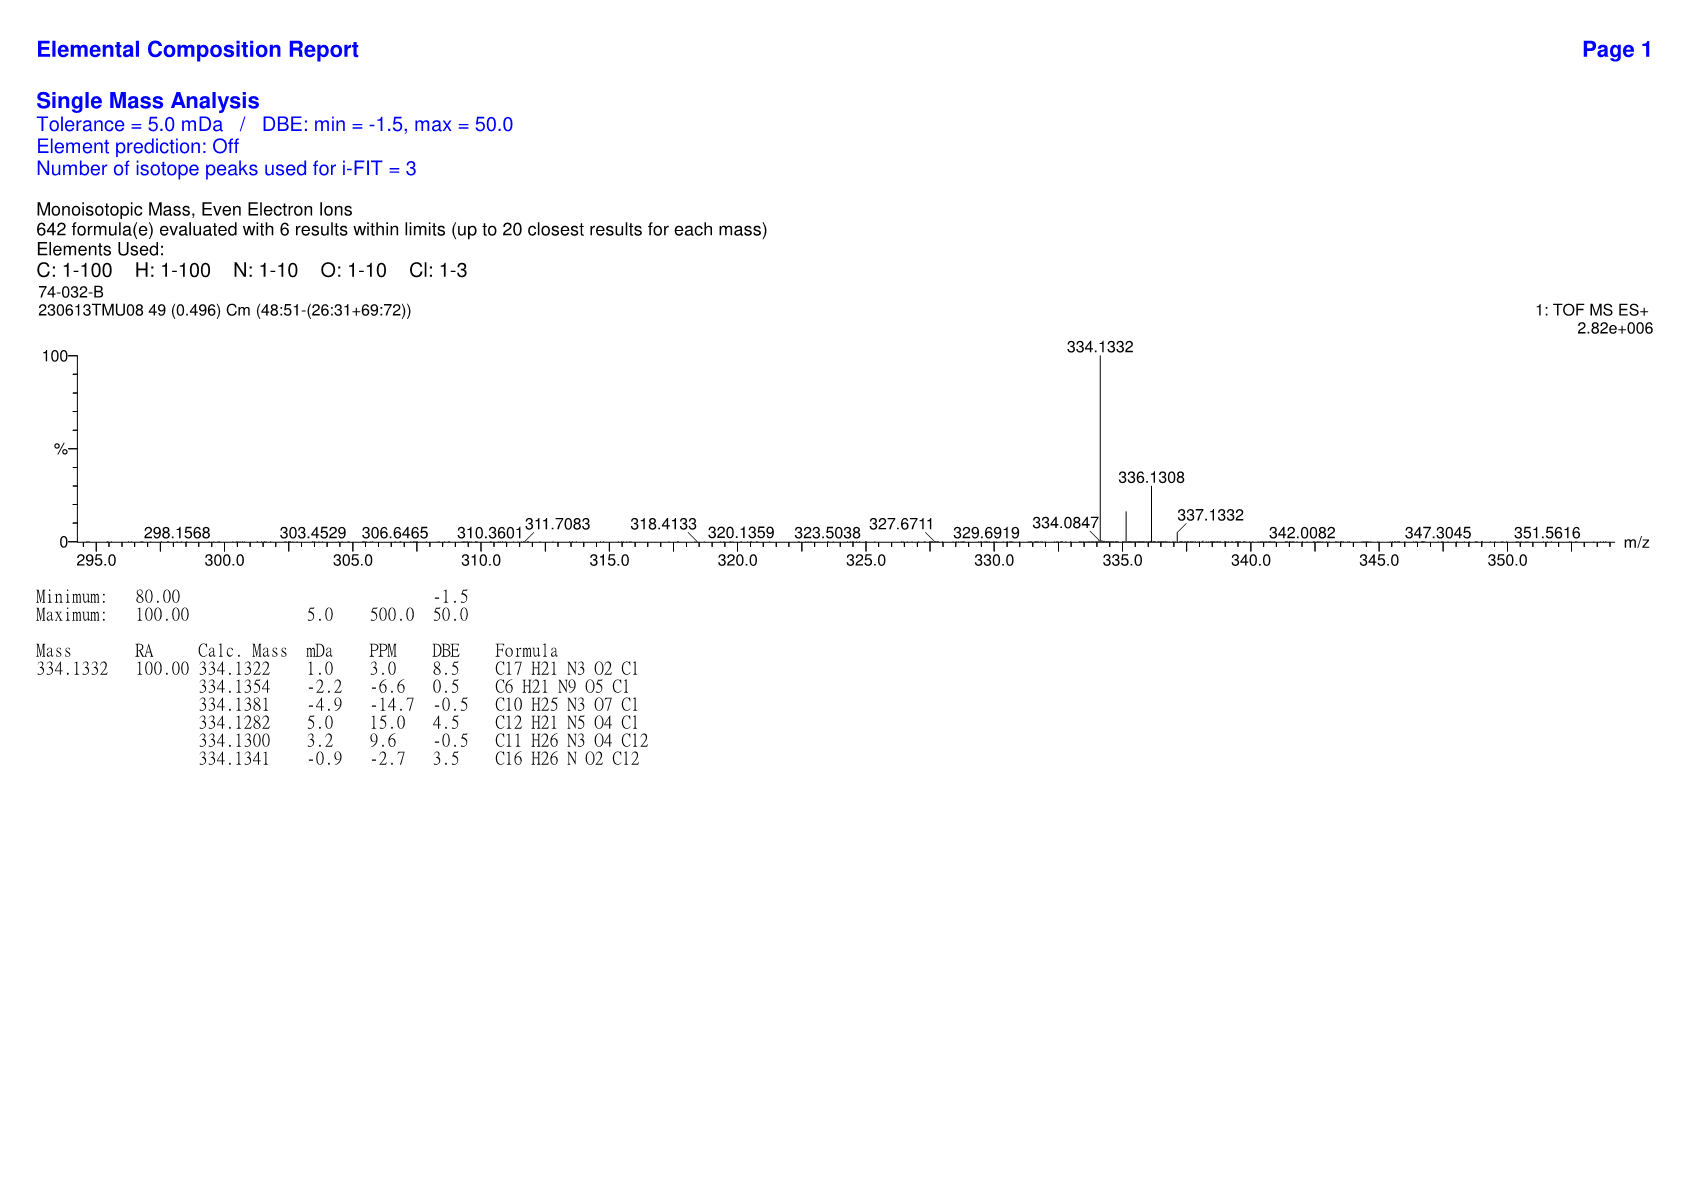 Elemental Composition Report Page 1
Single Mass Analysis
Tolerance = 5.0 mDa / DBE: min = -1.5, max = 50.0
Element prediction: Off
Number of isotope peaks used for i-FIT = 3
Monoisotopic Mass, Even Electron Ions
642 formula(e) evaluated with 6 results within limits (up to 20 closest results for each mass)
Elements Used:
C: 1-100 H: 1-100 N: 1-10 O: 1-10 Cl: 1-3
74-032-B
230613TMU08 49 (0.496) Cm (48:51-(26:31+69:72))
1: TOF MS ES+
2.82e+006
100
%
0
334.1332
336.1308
337.1332
298.1568 303.4529 306.6465 310.3601 311.7083 318.4133 320.1359 323.5038 327.6711 329.6919 334.0847 342.0082 347.3045 351.5616
m/z
295.0 300.0 305.0 310.0 315.0 320.0 325.0 330.0 335.0 340.0 345.0 350.0
Minimum: 80.00 -1.5
Maximum: 100.00 5.0 500.0 50.0
Mass RA Calc. Mass mDa PPM DBE Formula
334.1332 100.00 334.1322 1.0 3.0 8.5 C17 H21 N3 O2 Cl
334.1354 -2.2 -6.6 0.5 C6 H21 N9 O5 Cl
334.1381 -4.9 -14.7 -0.5 C10 H25 N3 O7 Cl
334.1282 5.0 15.0 4.5 C12 H21 N5 O4 Cl
334.1300 3.2 9.6 -0.5 C11 H26 N3 O4 Cl2
334.1341 -0.9 -2.7 3.5 C16 H26 N O2 Cl2